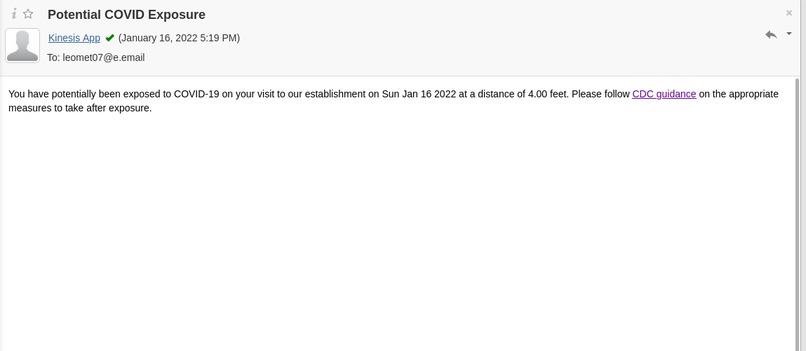 Potential COVID Exposure
Kinesis App (January 16, 2022 5:19 PM)
To: leomet07@e.email
You have potentially been exposed to COVID-19 on your visit to our establishment on Sun Jan 16 2022 at a distance of 4.00 feet. Please follow CDC guidance on the appropriate
measures to take after exposure.